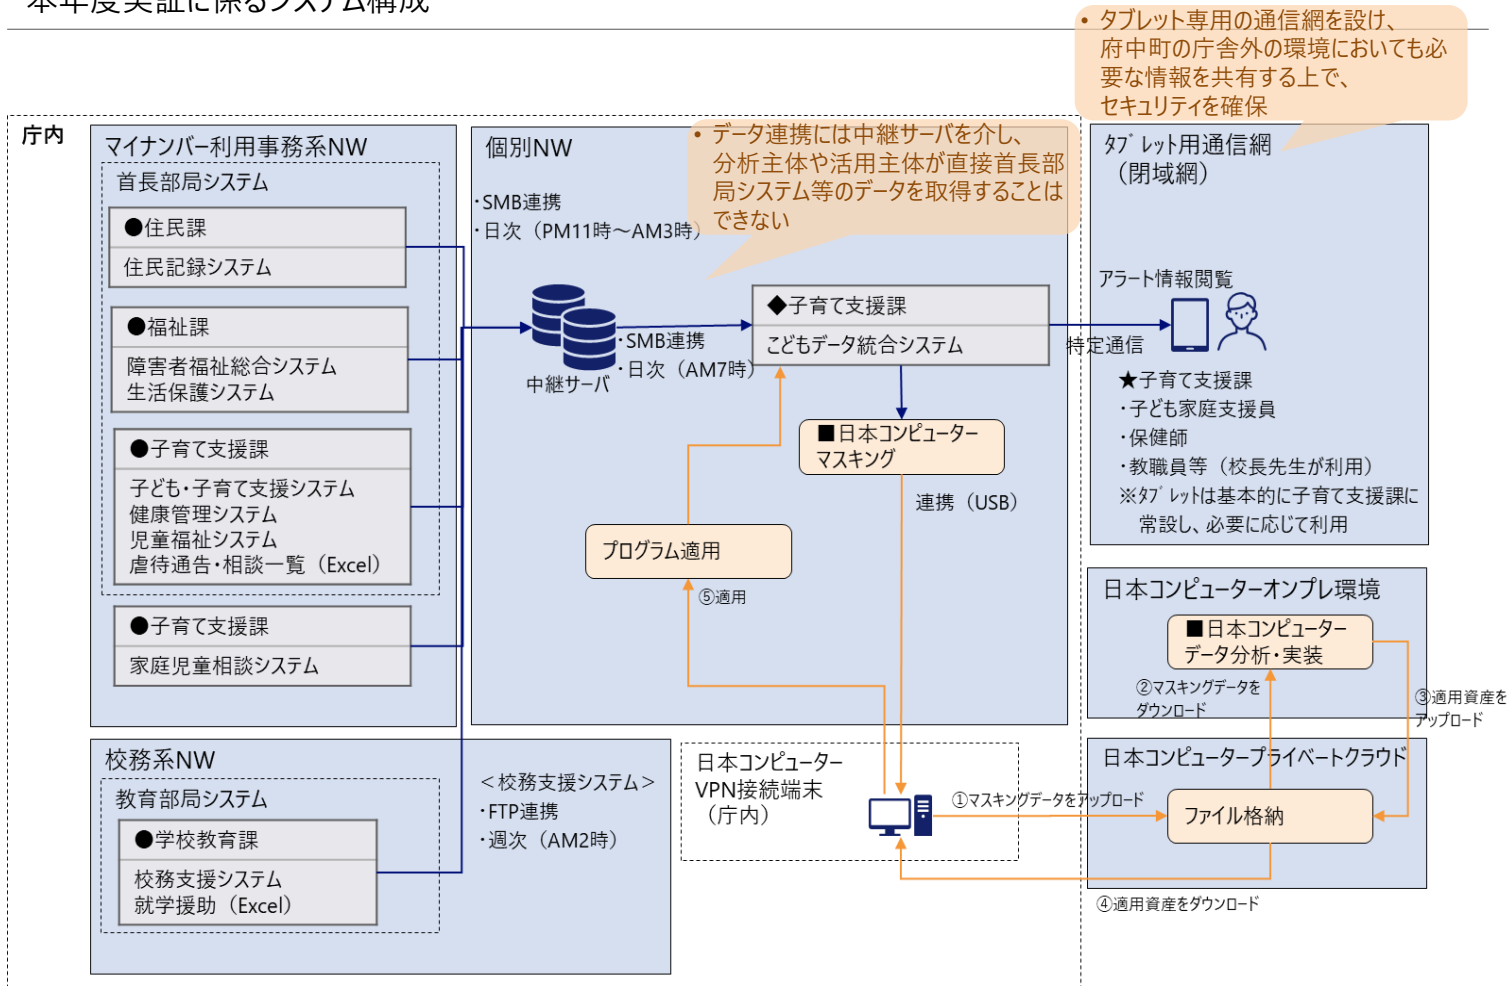 本年度実証に係るシステム構成
・タブレット専用の通信網を設け、
府中町の庁舎外の環境においても必
要な情報を共有する上で、
セキュリティを確保
庁内
マイナンバー利用事務系NW
首長部局システム
●住民課
住民記録システム
●福祉課
障害者福祉総合システム
生活保護システム
●子育て支援課
子ども・子育て支援システム
健康管理システム
児童福祉システム
虐待通告・相談一覧（Excel）
●子育て支援課
家庭児童相談システム
個別NW
・SMB連携
・日次（PM11時～AM3時）
・データ連携には中継サーバを介し、
分析主体や活用主体が直接首長部
局システム等のデータを取得することは
できない
中継サーバ
・SMB連携
・日次（AM7時）
◆子育て支援課
こどもデータ統合システム
■日本コンピューター
マスキング
連携（USB）
プログラム適用
⑤適用
タブレット用通信網
（閉域網）
アラート情報閲覧
特定通信
★子育て支援課
・子ども家庭支援員
・保健師
・教職員等（校長先生が利用）
※タブレットは基本的に子育て支援課に
常設し、必要に応じて利用
日本コンピューターオンプレ環境
■日本コンピューター
データ分析・実装
②マスキングデータを
ダウンロード
③適用資産を
アップロード
校務系NW
教育部局システム
●学校教育課
校務支援システム
就学援助（Excel）
＜校務支援システム＞
・FTP連携
・週次（AM2時）
日本コンピューター
VPN接続端末
（庁内）
①マスキングデータをアップロード
日本コンピュータープライベートクラウド
ファイル格納
④適用資産をダウンロード